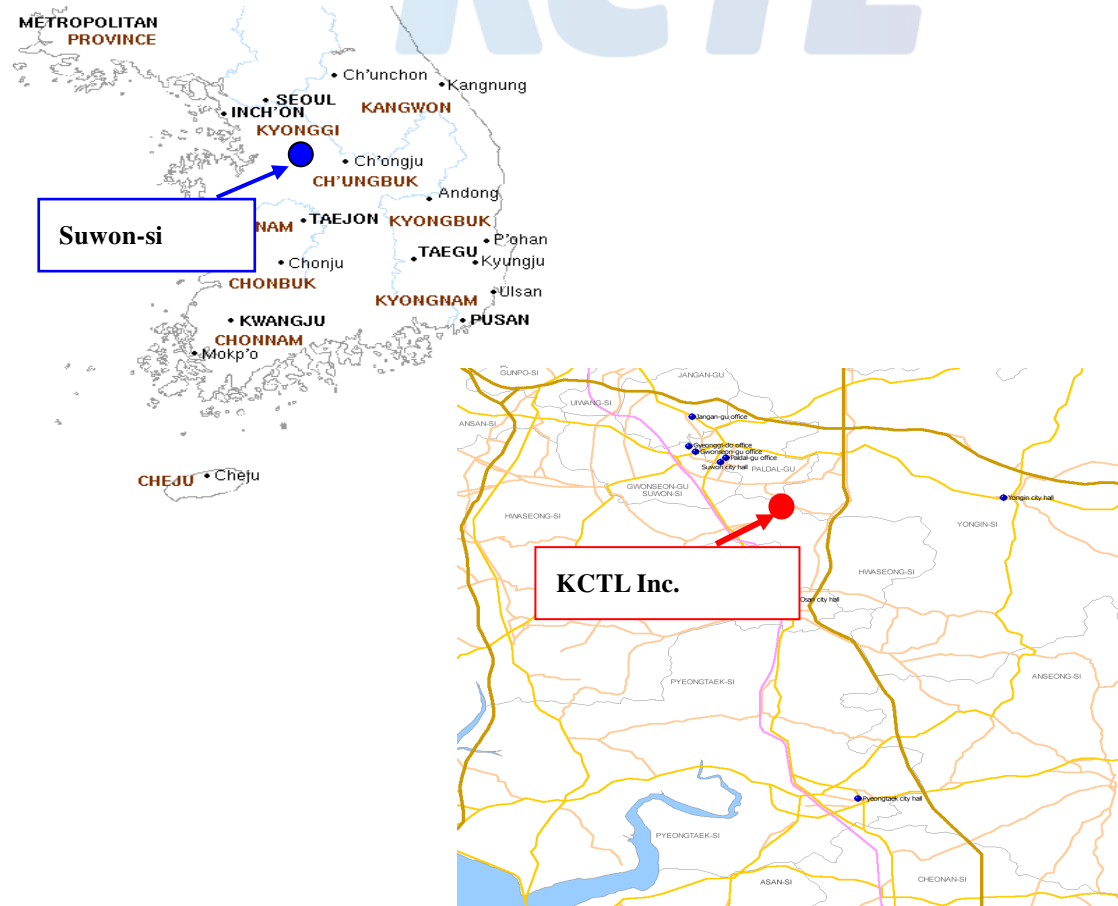 KCTL
METROPOLITAN
PROVINCE
Ch'unchon
Kangnung
SEOUL
INCH'ON
KANGWON
KYONGGI
Ch'ongju
CH'UNGBUK
Andong
Suwon-si
NAM
TAEJON
KYONGBUK
P'ohan
TAEGU
Kyungju
Chonju
CHONBUK
KYONGNAM
Ulsan
KWANGJU
PUSAN
CHONNAM
Mokp'o
CHEJU
Cheju
GUNPO-SI
JANGAN-GU
UIWANG-SI
Jangan-gu office
ANSAN-SI
Gyeonggi-do office
Gwonseon-gu office
Paldal-gu office
Suwon city hall
PALDAL-GU
GWONSEON-GU
SUWON-SI
Yongin city hall
HWASEONG-SI
YONGIN-SI
KCTL Inc.
HWASEONG-SI
Osan city hall
PYEONGTAEK-SI
ANSEONG-SI
Pyeongtaek city hall
PYEONGTAEK-SI
ASAN-SI
CHEONAN-SI